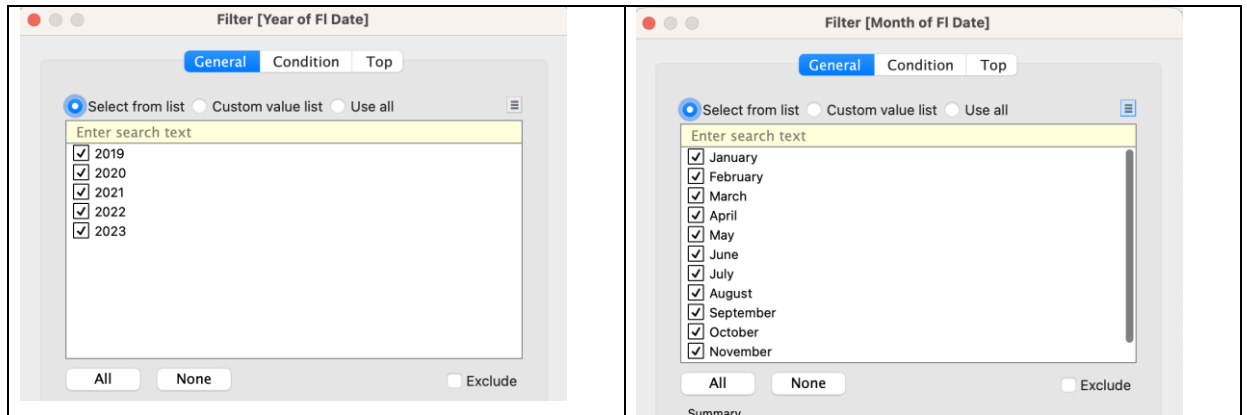 Filter [Year of Fl Date]
General Condition Top
Select from list Custom value list Use all
Enter search text
2019
2020
2021
2022
2023
All None Exclude
Filter [Month of Fl Date]
General Condition Top
Select from list Custom value list Use all
Enter search text
January
February
March
April
May
June
July
August
September
October
November
All None Exclude
Summary